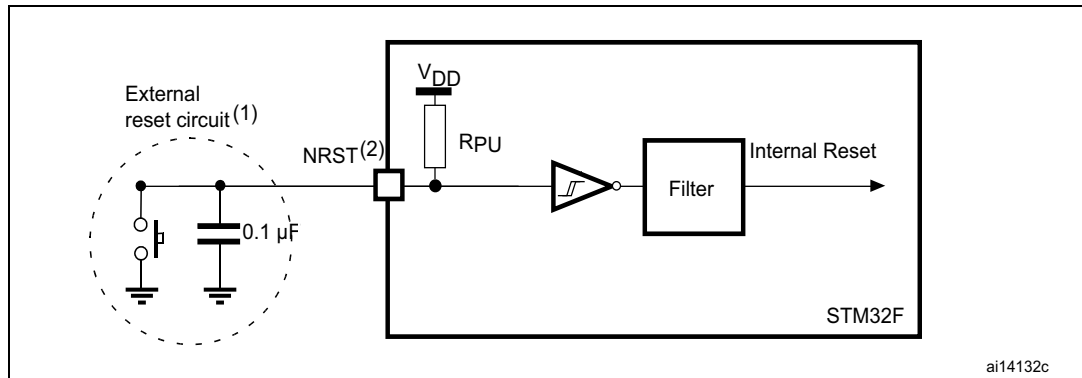 External
reset circuit(1)
VDD
NRST(2)
RPU
Internal Reset
Filter
0.1 µF
STM32F
ai14132c